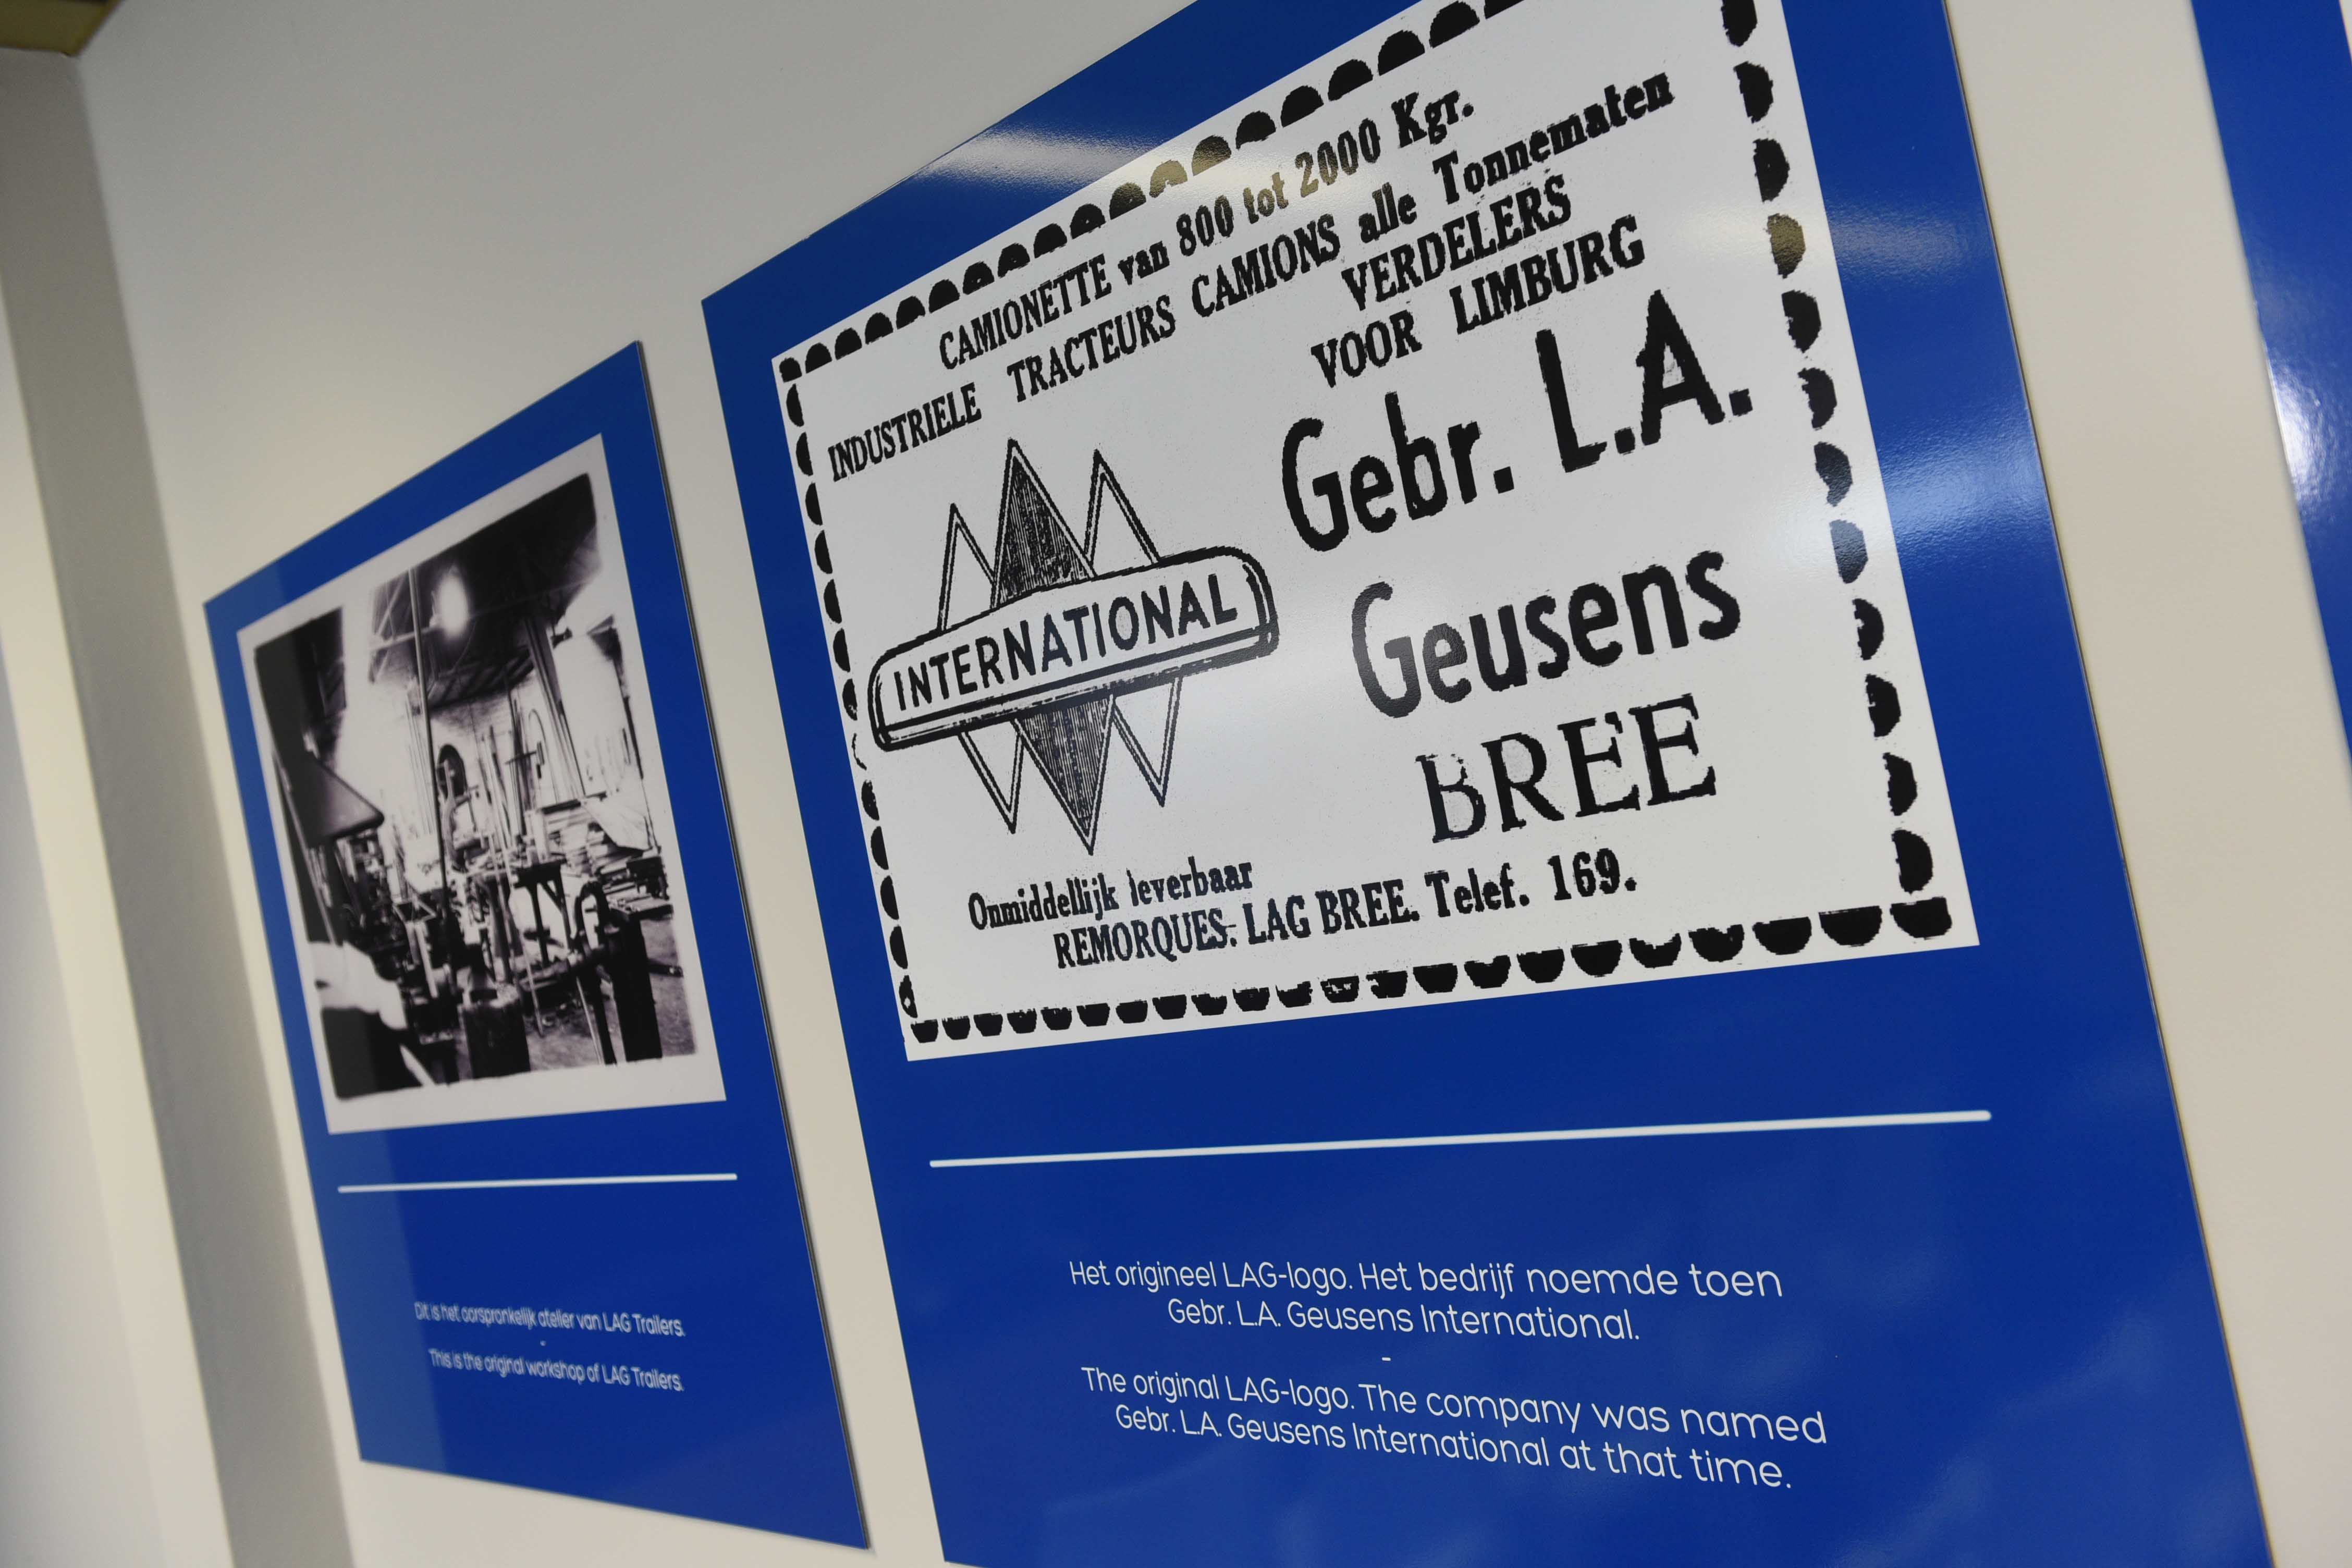 Dit is het oorspronkelijk atelier van LAG Trailers.
-
This is the original workshop of LAG Trailers.
CAMIONETTE van 800 tot 2000 Kgr.
INDUSTRIELE TRACTEURS CAMIONS alle Tonnematen
VERDELERS
VOOR LIMBURG
Gebr. L.A.
Geusens
BREE
INTERNATIONAL
Onmiddellijk leverbaar
REMORQUES: LAG BREE. Telef. 169.
Het origineel LAG-logo. Het bedrijf noemde toen
Gebr. L.A. Geusens International.
-
The original LAG-logo. The company was named
Gebr. L.A. Geusens International at that time.